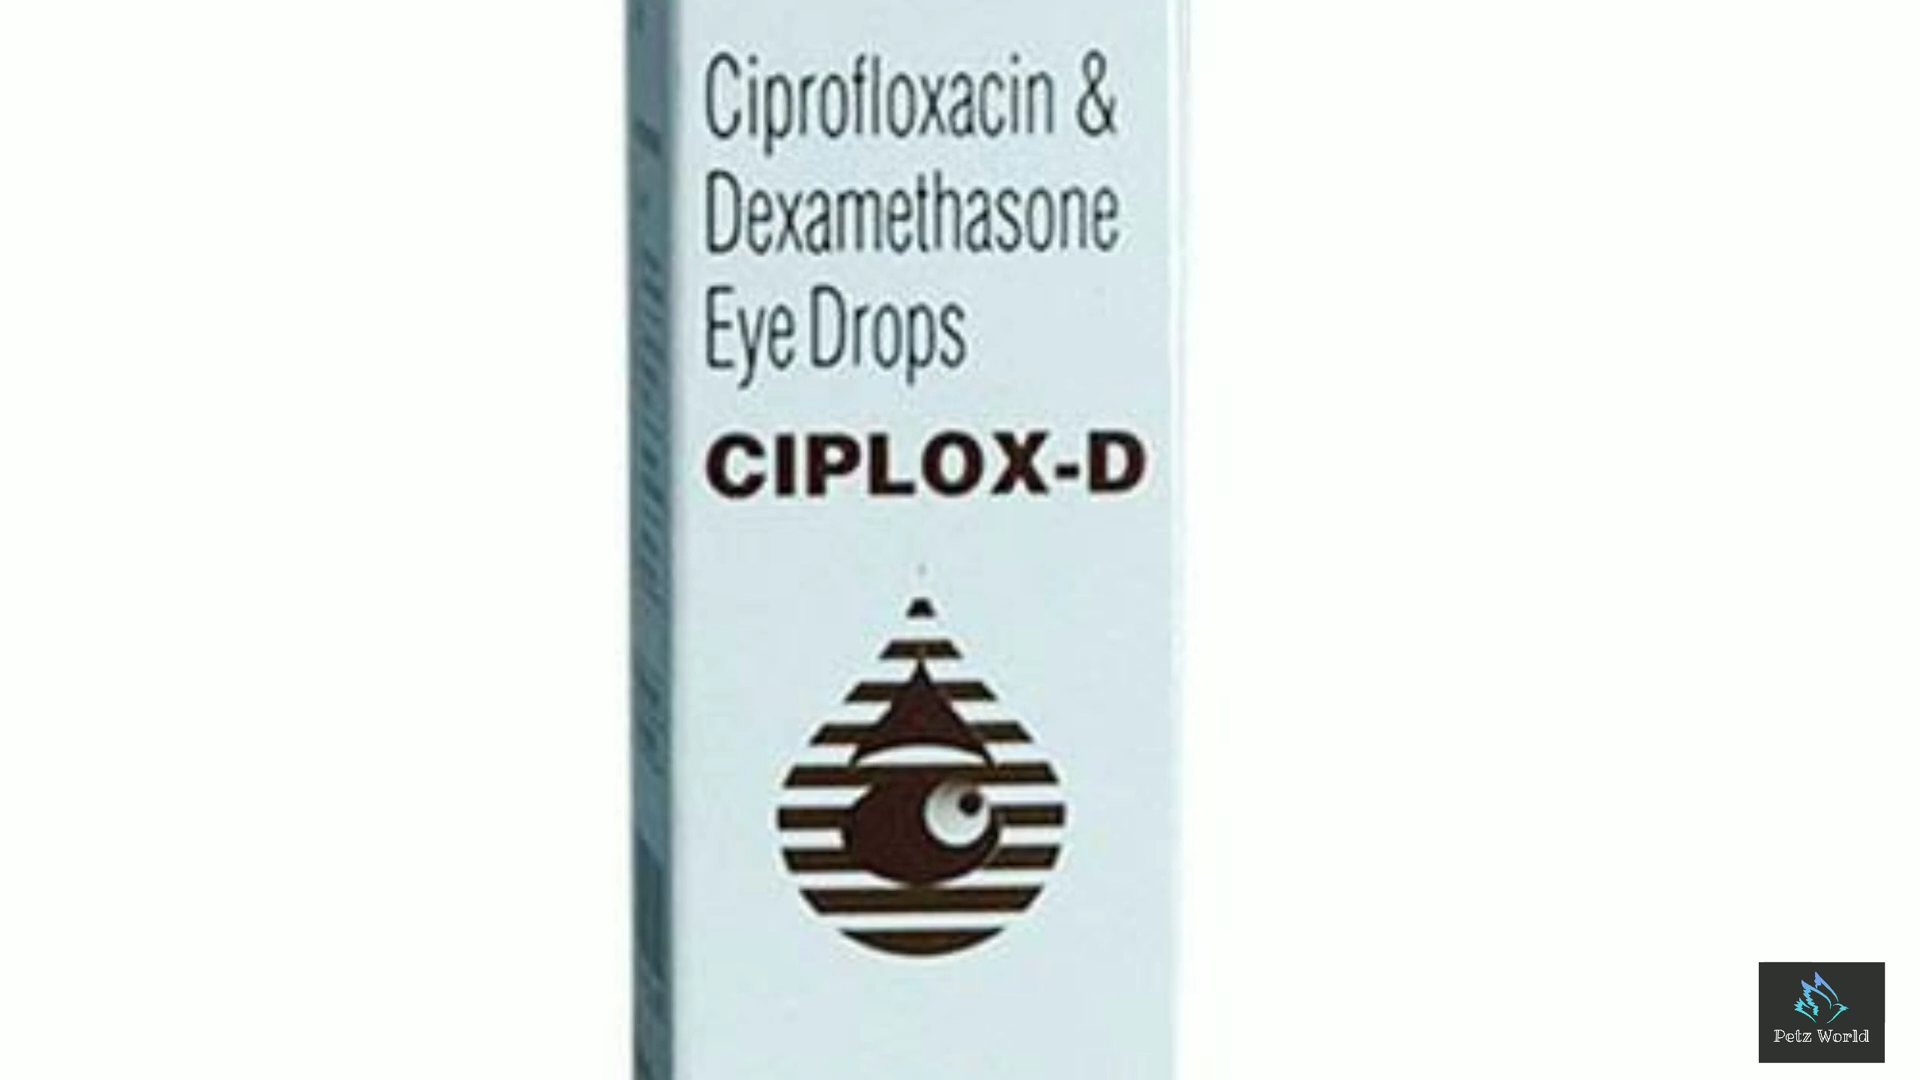 Ciprofloxacin &
Dexamethasone
Eye Drops
CIPLOX-D
Petz World